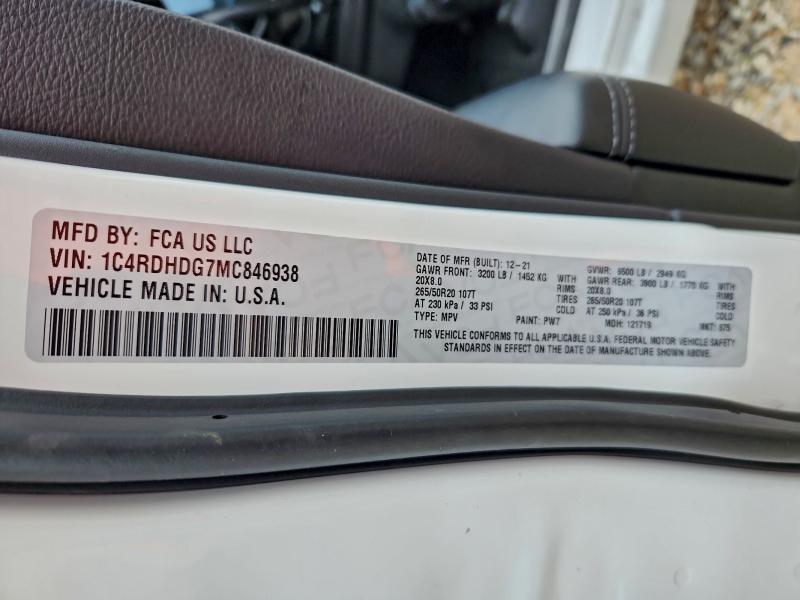 MFD BY: FCA US LLC
VIN: 1C4RDHDG7MC846938
VEHICLE MADE IN: U.S.A.
DATE OF MFR (BUILT): 12-21 GVWR: 6500 LB / 2949 KG
GAWR FRONT: 3200 LB / 1452 KG WITH GAWR REAR: 3900 LB / 1770 KG WITH
20X8.0 RIMS 20X8.0 RIMS
265/50R20 107T TIRES 265/50R20 107T TIRES
AT 230 kPa / 33 PSI COLD AT 250 kPa / 36 PSI COLD
TYPE: MPV PAINT: PW7 MDH: 121719 MKT: 875
THIS VEHICLE CONFORMS TO ALL APPLICABLE U.S.A. FEDERAL MOTOR VEHICLE SAFETY
STANDARDS IN EFFECT ON THE DATE OF MANUFACTURE SHOWN ABOVE.